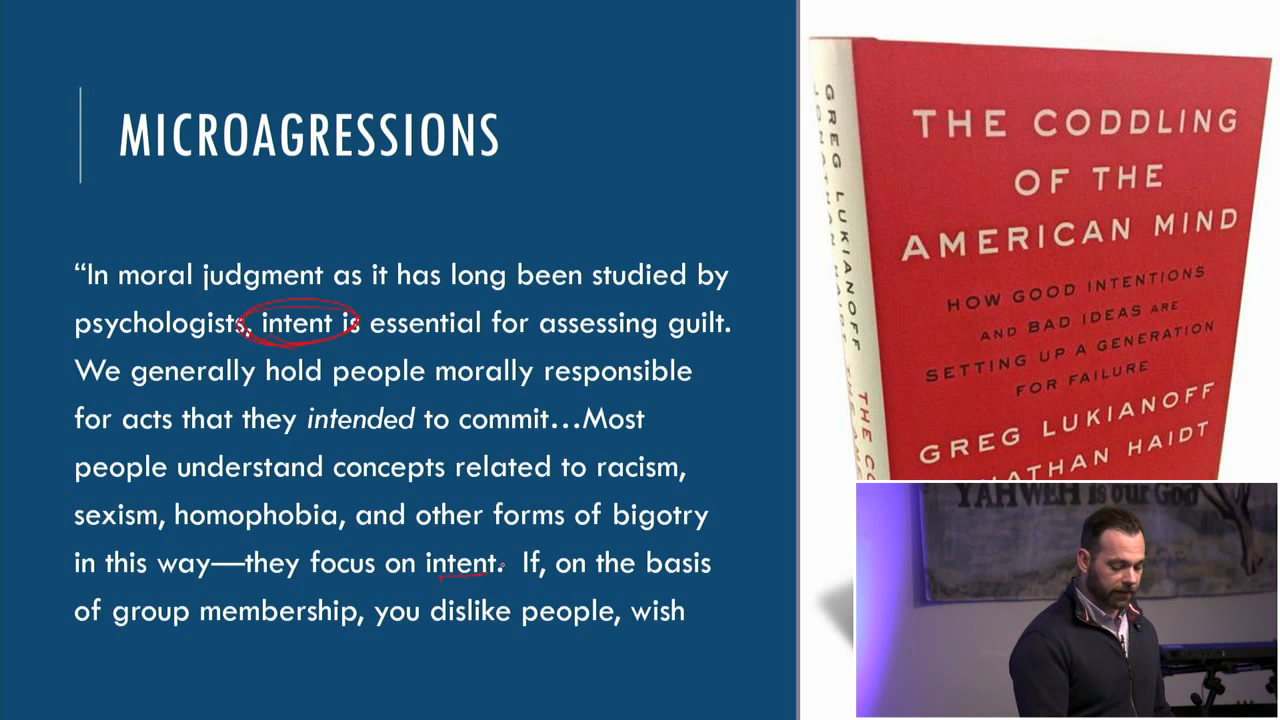 MICROAGRESSIONS
“In moral judgment as it has long been studied by
psychologists, intent is essential for assessing guilt.
We generally hold people morally responsible
for acts that they intended to commit…Most
people understand concepts related to racism,
sexism, homophobia, and other forms of bigotry
in this way—they focus on intent. If, on the basis
of group membership, you dislike people, wish
GREG LUKIANOFF
THE CODDLING
OF THE
AMERICAN MIND
HOW GOOD INTENTIONS
AND BAD IDEAS ARE
SETTING UP A GENERATION
FOR FAILURE
GREG LUKIANOFF
HAIDT
YAHWEH is our God